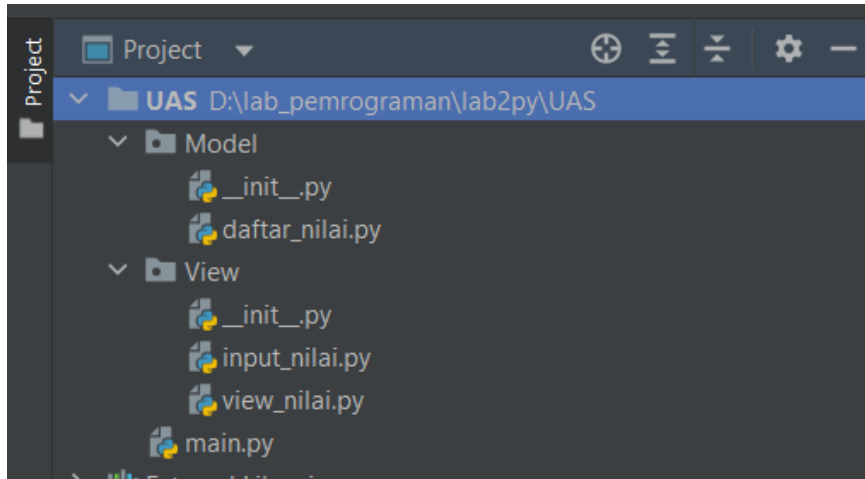 Project
Project
UAS D:\lab_pemrograman\lab2py\UAS
Model
__init__.py
daftar_nilai.py
View
__init__.py
input_nilai.py
view_nilai.py
main.py